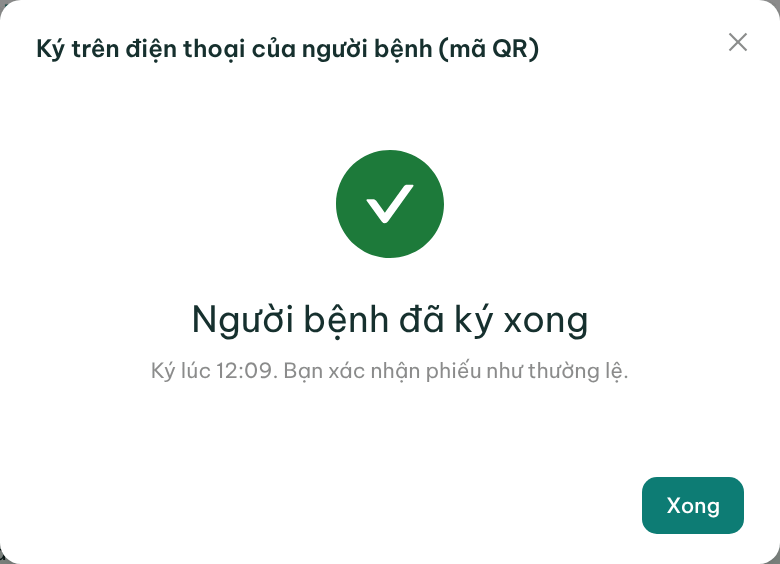 Ký trên điện thoại của người bệnh (mã QR)
Người bệnh đã ký xong
Ký lúc 12:09. Bạn xác nhận phiếu như thường lệ.
Xong